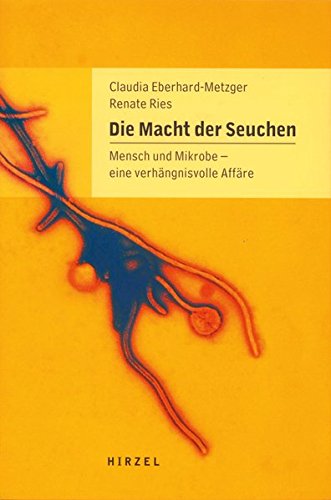 Claudia Eberhard-Metzger
Renate Ries
Die Macht der Seuchen
Mensch und Mikrobe –
eine verhängnisvolle Affäre
HIRZEL